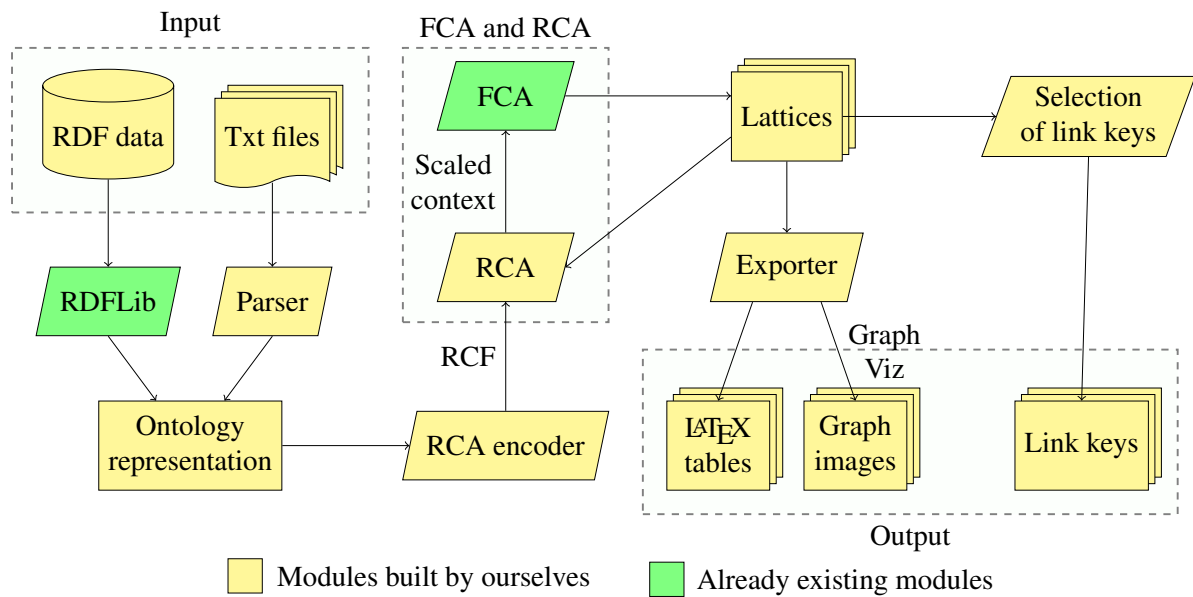 Input
FCA and RCA
RDF data
Txt files
FCA
Lattices
Selection
of link keys
Scaled
context
RDFLib
Parser
RCA
Exporter
RCF
Graph
Viz
Ontology
representation
RCA encoder
LATEX
tables
Graph
images
Link keys
Output
Modules built by ourselves
Already existing modules